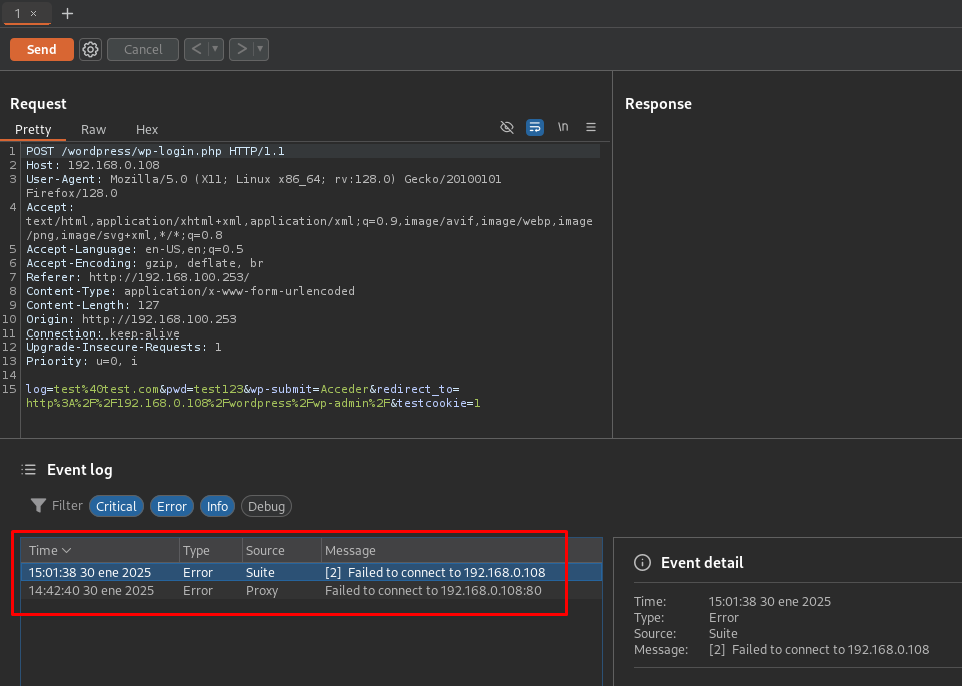 1 ×
+
Send
Cancel
<
>
Request
Response
Pretty Raw Hex
\n
1 POST /wordpress/wp-login.php HTTP/1.1
2 Host: 192.168.0.108
3 User-Agent: Mozilla/5.0 (X11; Linux x86_64; rv:128.0) Gecko/20100101
Firefox/128.0
4 Accept:
text/html,application/xhtml+xml,application/xml;q=0.9,image/avif,image/webp,image
/png,image/svg+xml,*/*;q=0.8
5 Accept-Language: en-US,en;q=0.5
6 Accept-Encoding: gzip, deflate, br
7 Referer: http://192.168.100.253/
8 Content-Type: application/x-www-form-urlencoded
9 Content-Length: 127
10 Origin: http://192.168.100.253
11 Connection: keep-alive
12 Upgrade-Insecure-Requests: 1
13 Priority: u=0, i
14
15 log=test%40test.com&pwd=test123&wp-submit=Acceder&redirect_to=
http%3A%2F%2F192.168.0.108%2Fwordpress%2Fwp-admin%2F&testcookie=1
Event log
Filter Critical Error Info Debug
Time Type Source Message
15:01:38 30 ene 2025 Error Suite [2] Failed to connect to 192.168.0.108
14:42:40 30 ene 2025 Error Proxy Failed to connect to 192.168.0.108:80
Event detail
Time: 15:01:38 30 ene 2025
Type: Error
Source: Suite
Message: [2] Failed to connect to 192.168.0.108